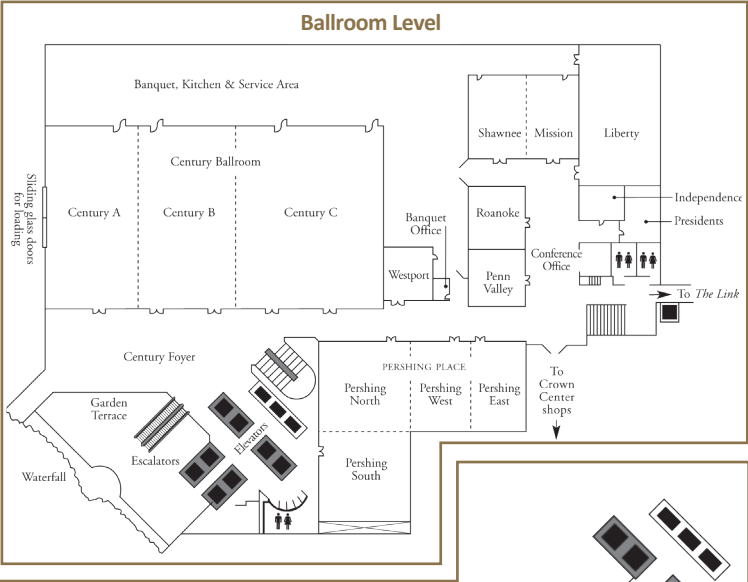 Ballroom Level
Banquet, Kitchen & Service Area
Shawnee
Mission
Liberty
Century Ballroom
Sliding glass doors
for loading
Century A
Century B
Century C
Independence
Presidents
Roanoke
Banquet
Office
Conference
Office
Westport
Penn
Valley
To The Link
Century Foyer
PERSHING PLACE
Pershing
North
Pershing
West
Pershing
East
To
Crown
Center
shops
Garden
Terrace
Elevators
Escalators
Waterfall
Pershing
South